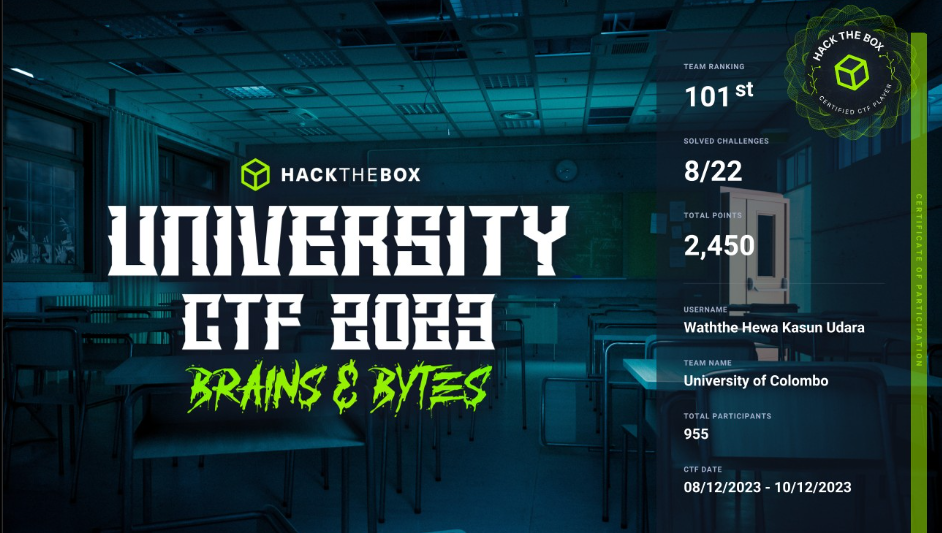 HACKTHEBOX
UNIVERSITY
CTF 2023
BRAINS & BYTES
TEAM RANKING
101st
SOLVED CHALLENGES
8/22
TOTAL POINTS
2,450
USERNAME
Waththe Hewa Kasun Udara
TEAM NAME
University of Colombo
TOTAL PARTICIPANTS
955
CTF DATE
08/12/2023 - 10/12/2023
HACK THE BOX
CERTIFIED CTF PLAYER
CERTIFICATE OF PARTICIPATION